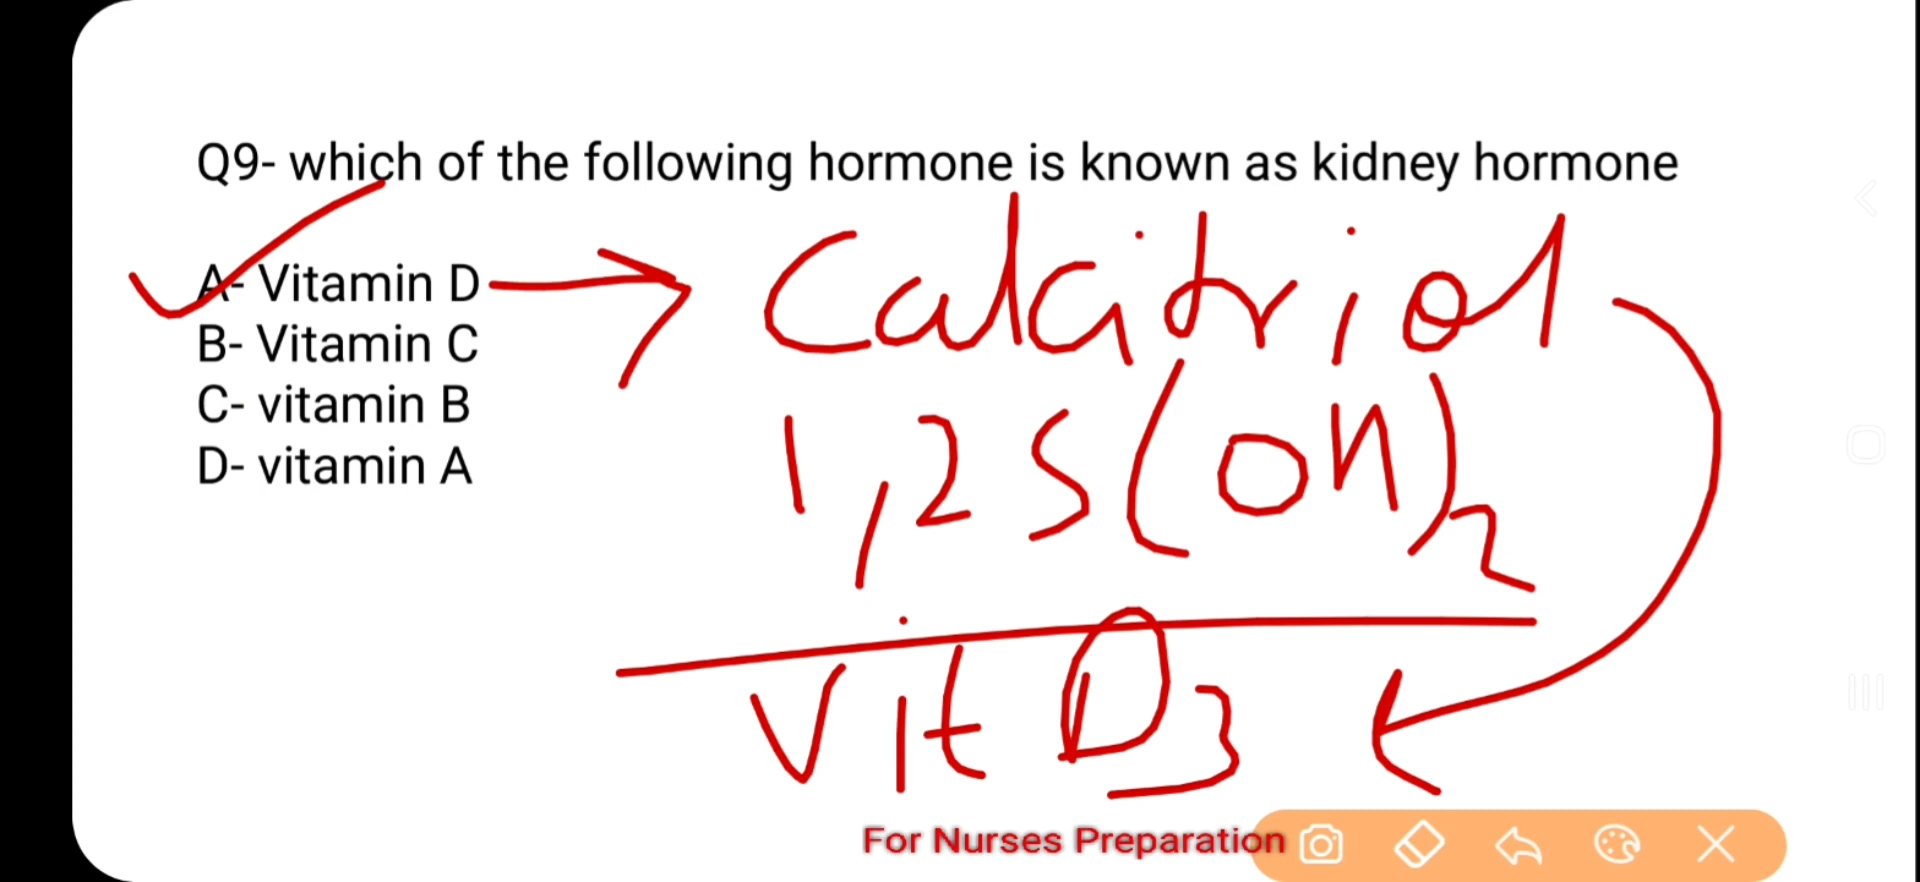 Q9- which of the following hormone is known as kidney hormone
A- Vitamin D → Calcitriol
B- Vitamin C
C- vitamin B
D- vitamin A
1,25(OH)2
Vit D3
For Nurses Preparation